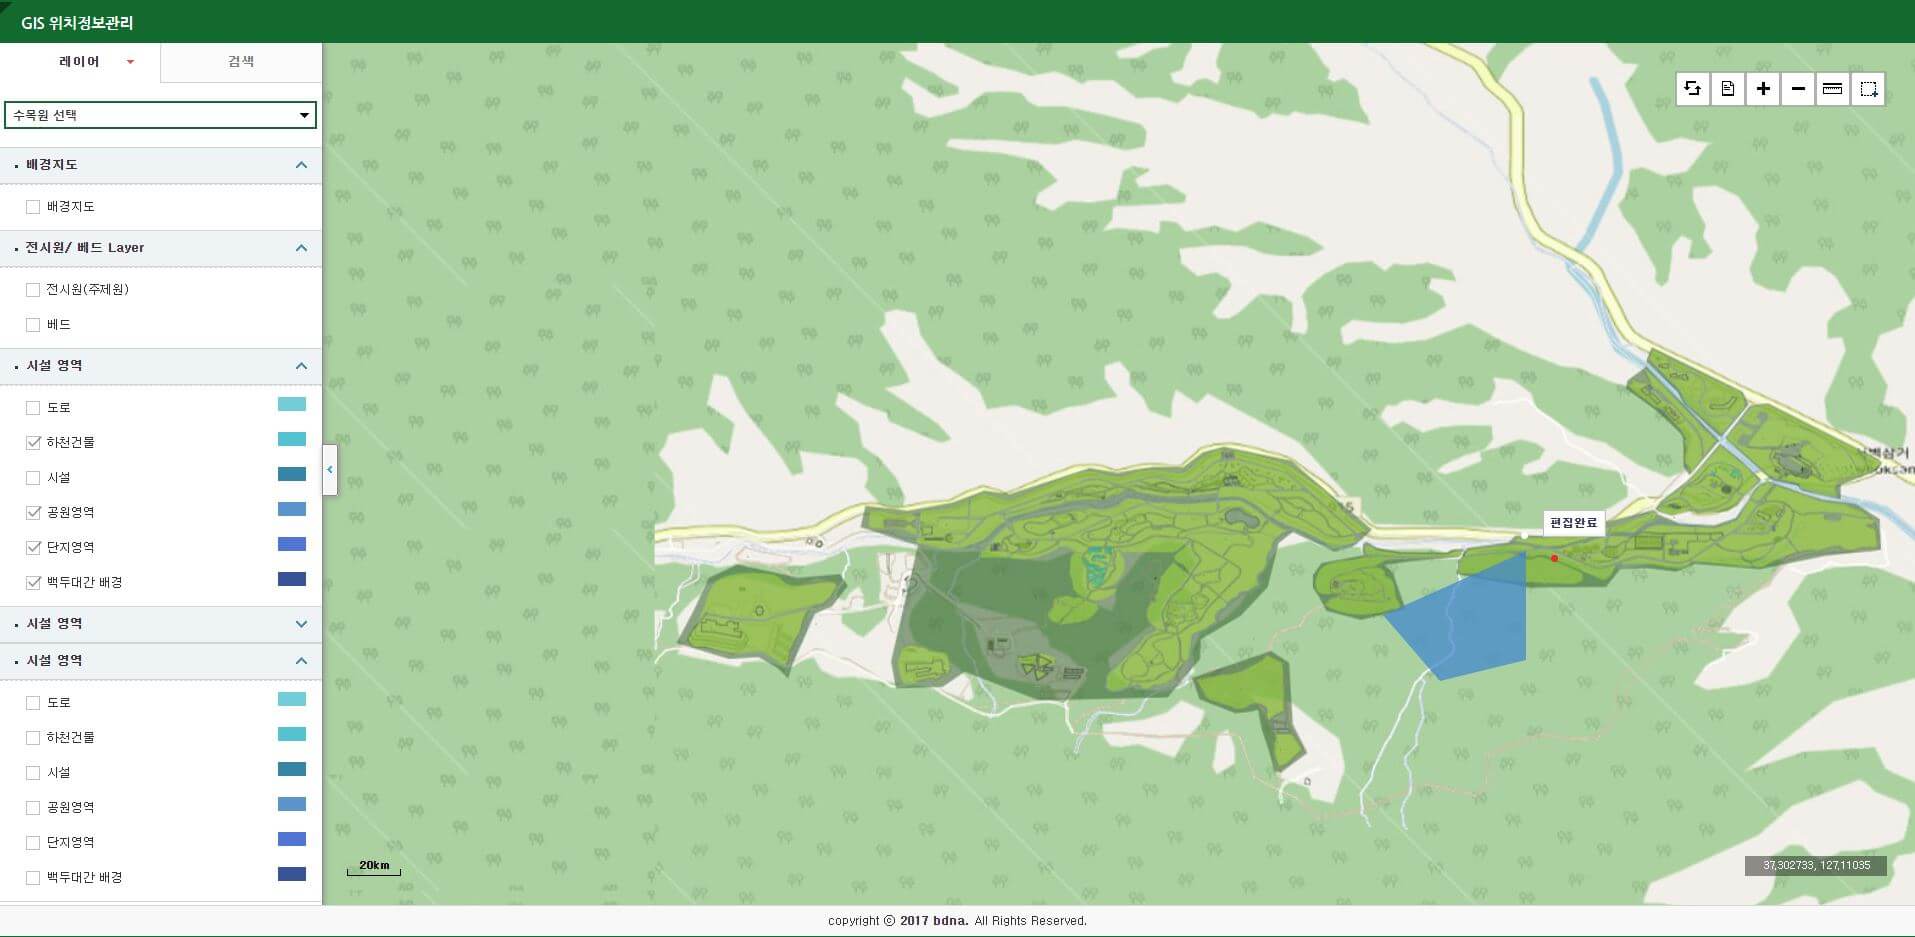 GIS 위치정보관리
레이어
검색
수목원 선택
배경지도
배경지도
전시원/ 베드 Layer
전시원(주제원)
베드
시설 영역
도로
하천건물
시설
공원영역
단지영역
백두대간 배경
시설 영역
시설 영역
도로
하천건물
시설
공원영역
단지영역
백두대간 배경
편집완료
20km
37,302733, 127,11035
copyright ⓒ 2017 bdna. All Rights Reserved.